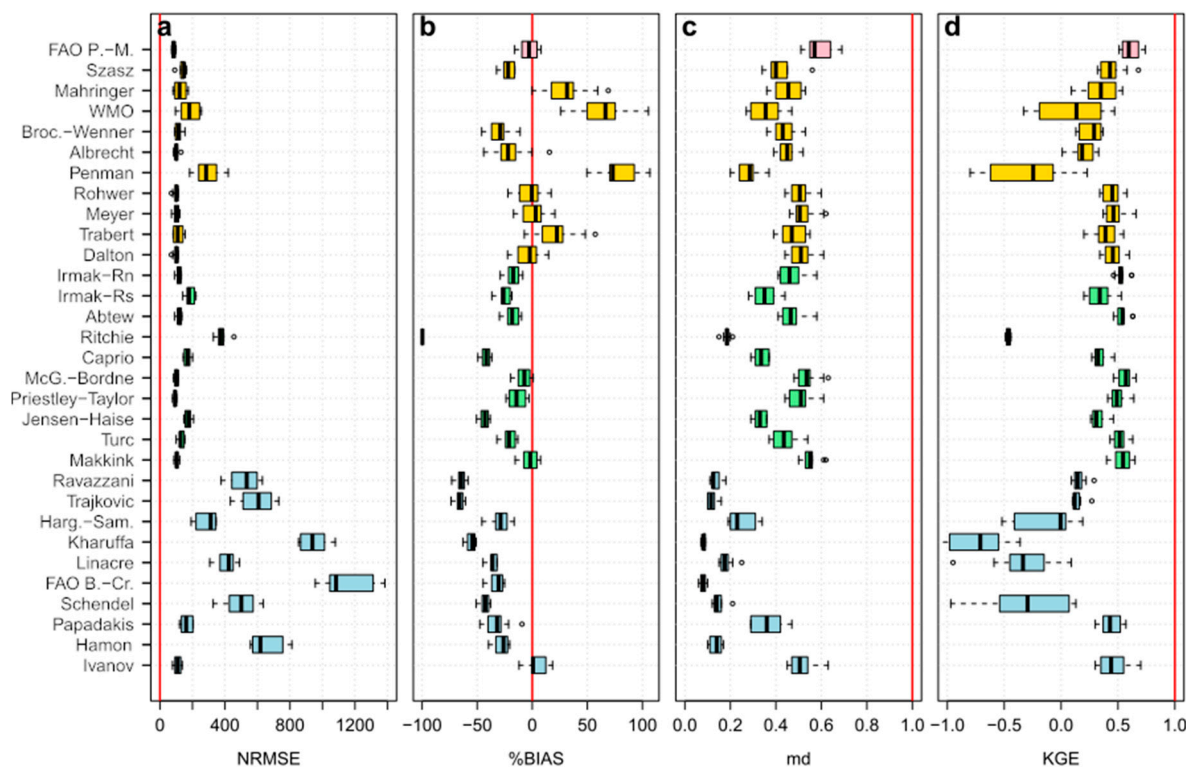 a b c d
FAO P.−M.
Szasz
Mahringer
WMO
Broc.−Wenner
Albrecht
Penman
Rohwer
Meyer
Trabert
Dalton
Irmak−Rn
Irmak−Rs
Abtew
Ritchie
Caprio
McG.−Bordne
Priestley−Taylor
Jensen−Haise
Turc
Makkink
Ravazzani
Trajkovic
Harg.−Sam.
Kharuffa
Linacre
FAO B.−Cr.
Schendel
Papadakis
Hamon
Ivanov
0 400 800 1200 −100 −50 0 50 100 0.0 0.2 0.4 0.6 0.8 1.0 −1.0 −0.5 0.0 0.5 1.0
NRMSE %BIAS md KGE